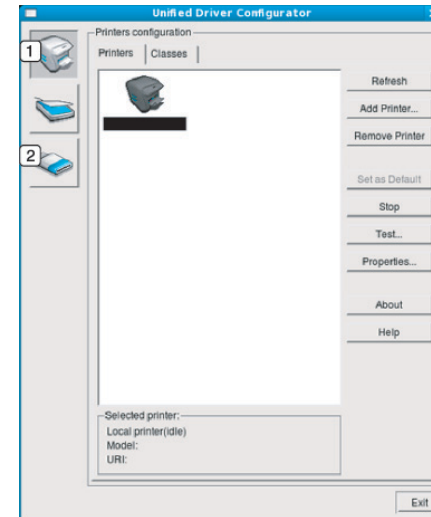 Unified Driver Configurator
Printers configuration
1
Printers
Classes
Refresh
Add Printer...
Remove Printer
2
Set as Default
Stop
Test...
Properties...
About
Help
Selected printer:
Local printer(idle)
Model:
URI:
Exit